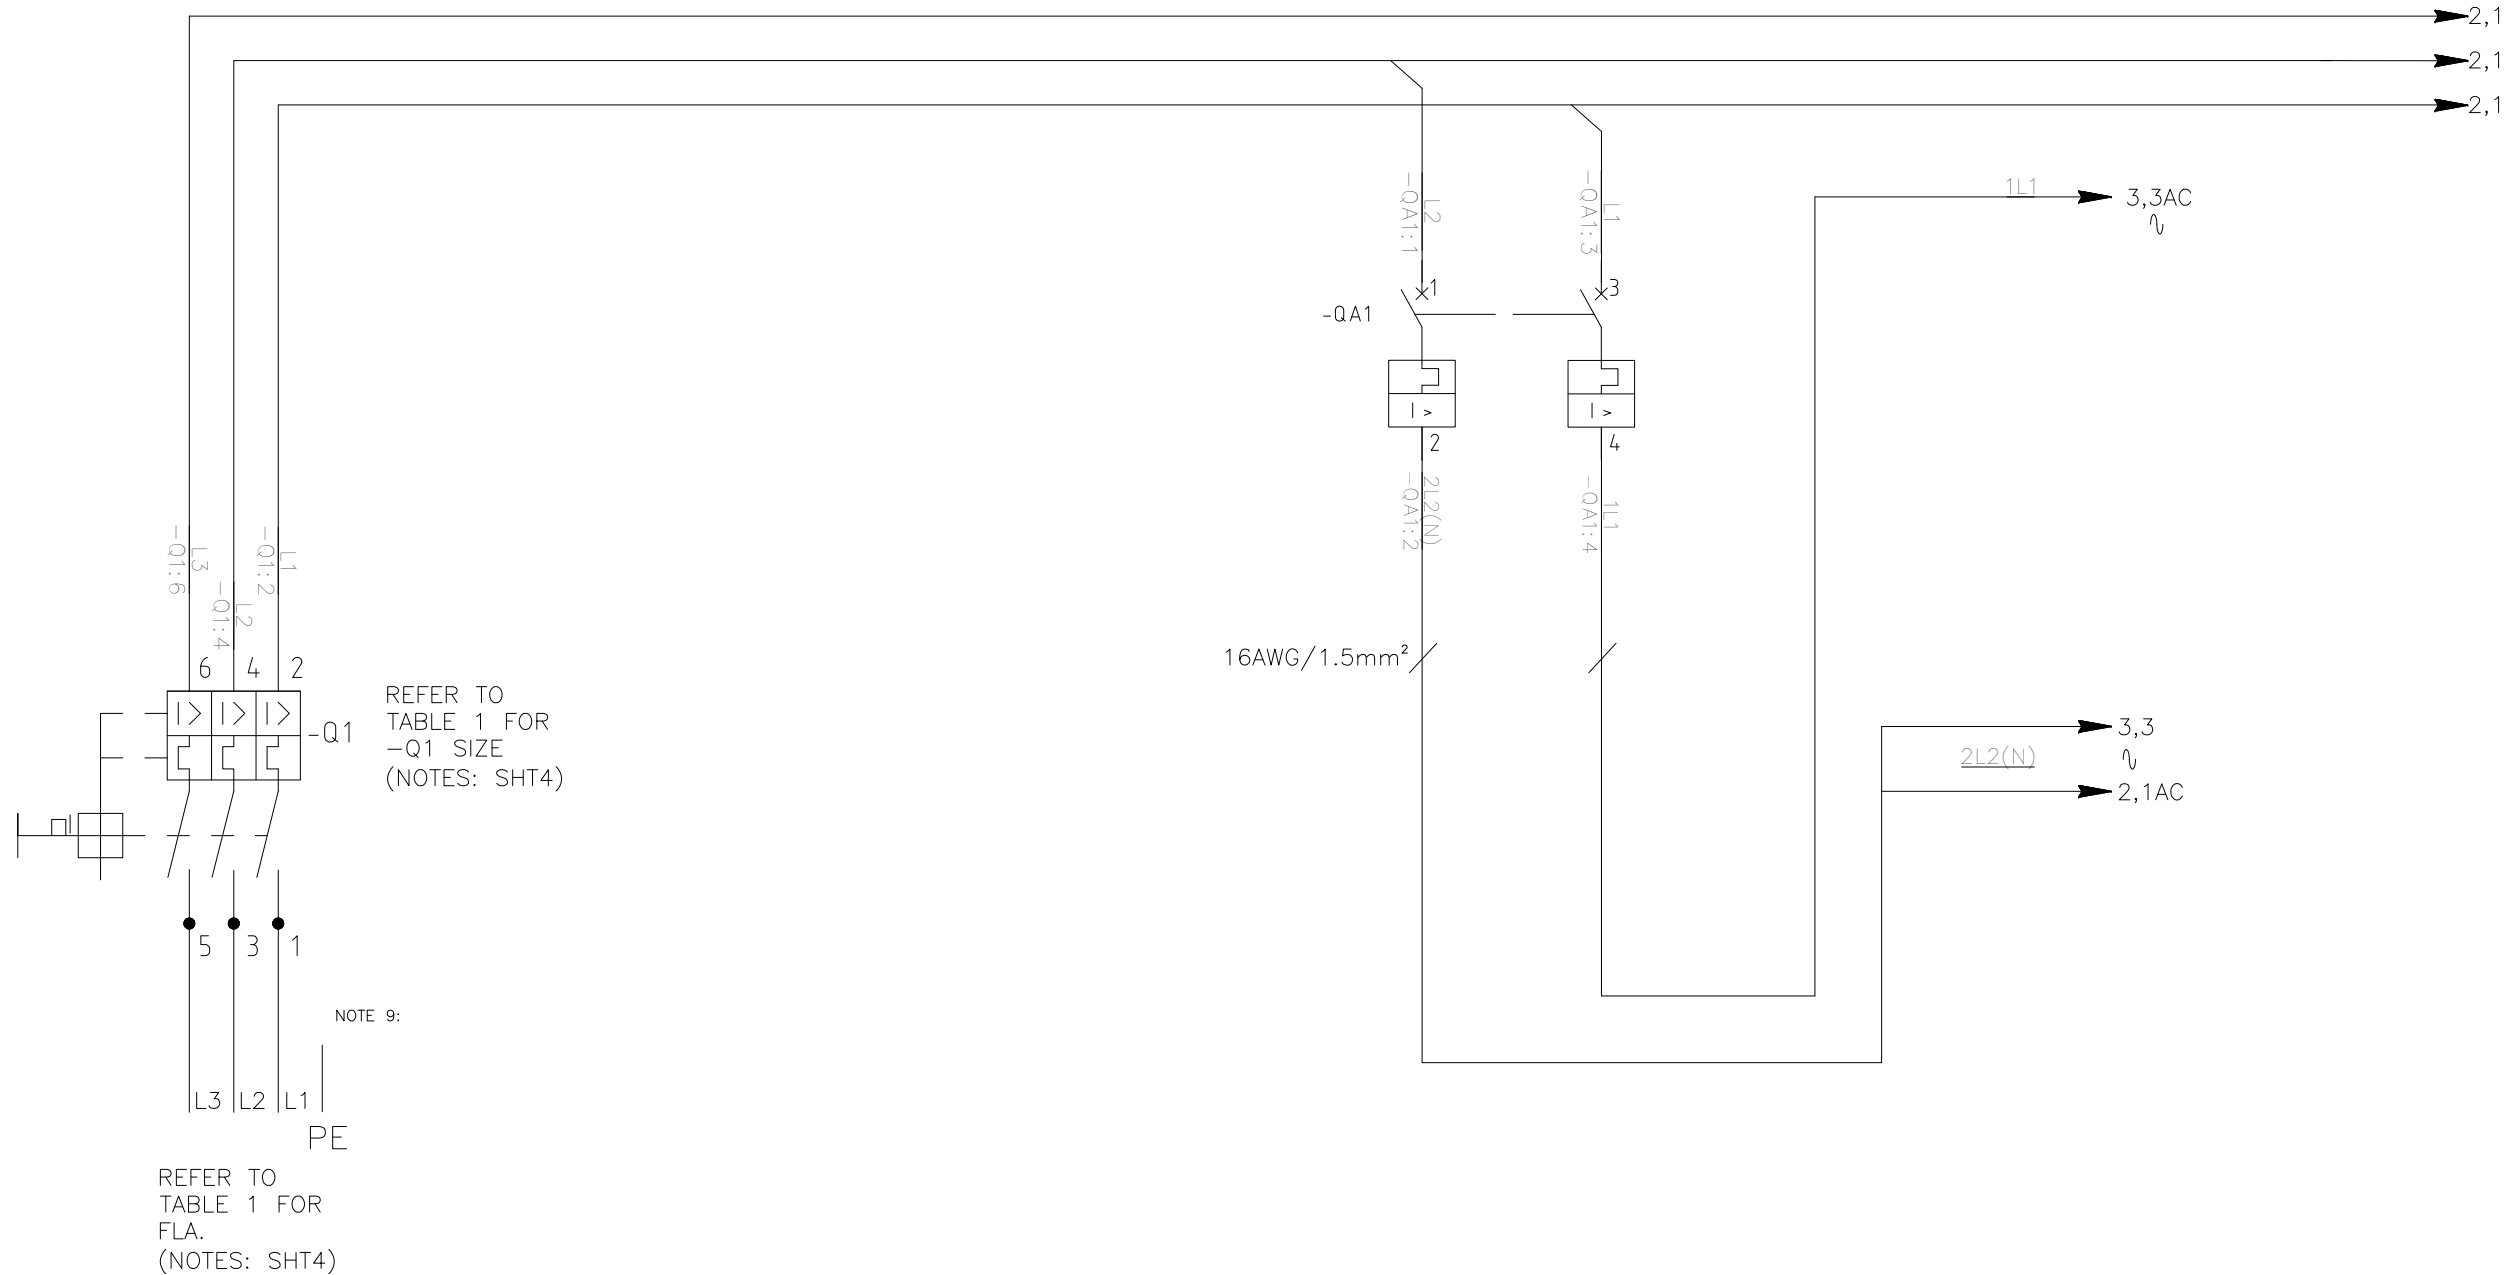 2,1
2,1
2,1
1L1
3,3AC
-QA1:1
L2
-QA1:3
L1
1
3
-QA1
I >
I >
2
4
-QA1:2
2L2(N)
-QA1:4
1L1
-Q1:6
L3
-Q1:4
L2
-Q1:2
L1
6
4
2
16AWG/1.5mm²
I>
I>
I>
-Q1
REFER TO
TABLE 1 FOR
-Q1 SIZE
(NOTES: SHT4)
3,3
2L2(N)
2,1AC
5
3
1
NOTE 9:
L3
L2
L1
PE
REFER TO
TABLE 1 FOR
FLA.
(NOTES: SHT4)